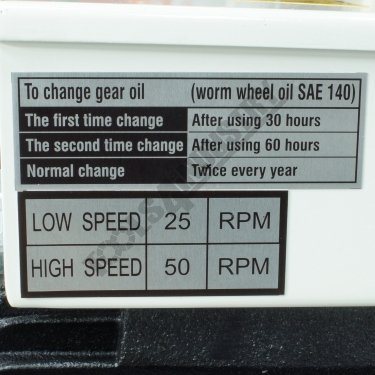 To change gear oil (worm wheel oil SAE 140)
The first time change After using 30 hours
The second time change After using 60 hours
Normal change Twice every year
LOW SPEED 25 RPM
HIGH SPEED 50 RPM